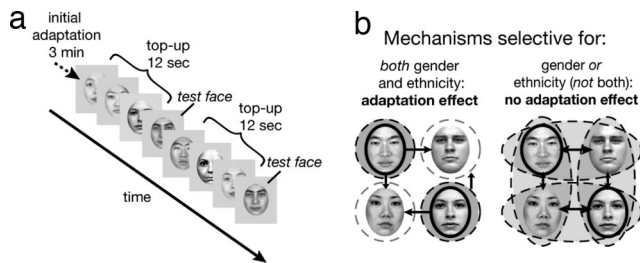 a
initial
adaptation
3 min
top-up
12 sec
test face
top-up
12 sec
test face
time
b
Mechanisms selective for:
both gender
and ethnicity:
adaptation effect
gender or
ethnicity (not both):
no adaptation effect